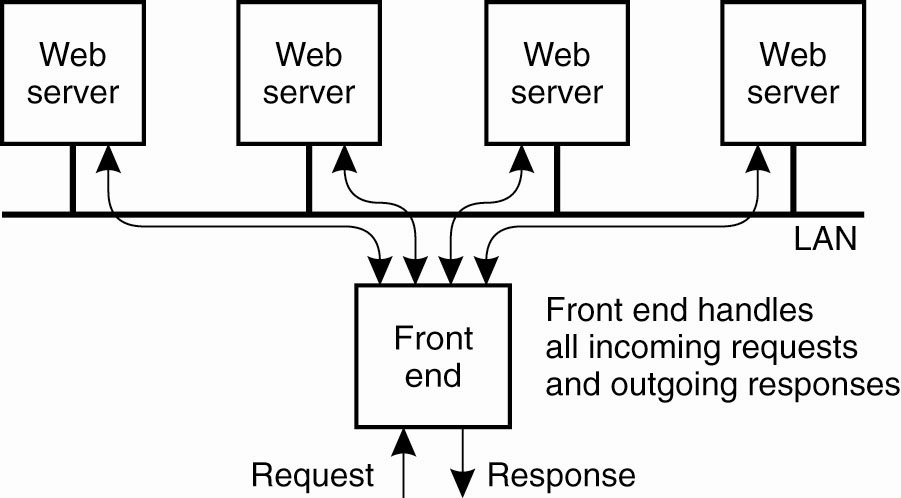 Web
server
Web
server
Web
server
Web
server
LAN
Front
end
Front end handles
all incoming requests
and outgoing responses
Request
Response